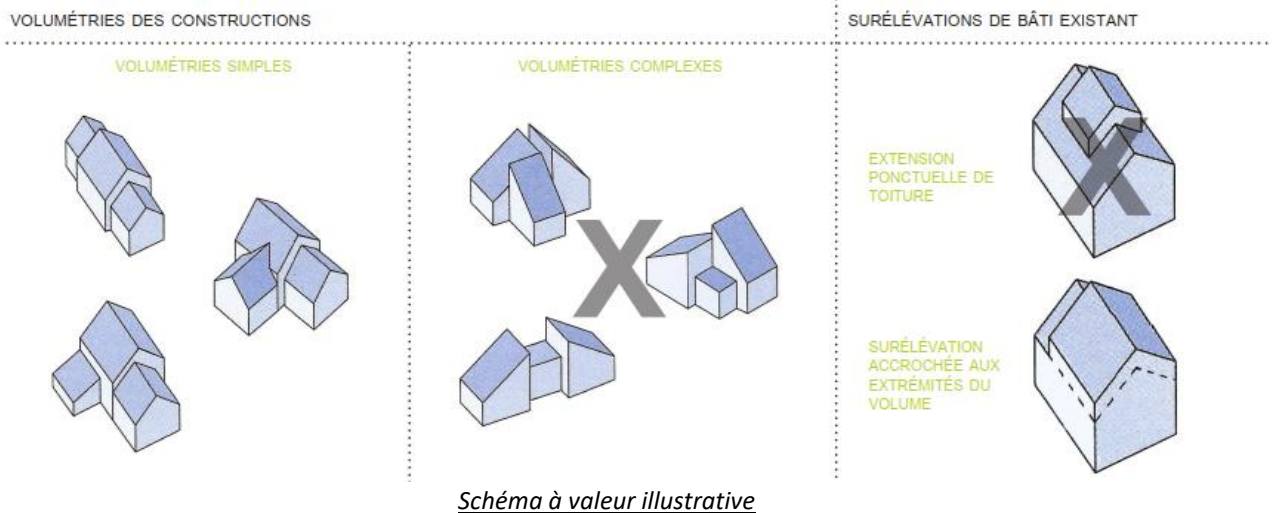 VOLUMÉTRIES DES CONSTRUCTIONS
SURÉLÉVATIONS DE BÂTI EXISTANT
VOLUMÉTRIES SIMPLES
VOLUMÉTRIES COMPLEXES
X
X
EXTENSION
PONCTUELLE DE
TOITURE
SURÉLÉVATION
ACCROCHÉE AUX
EXTRÉMITÉS DU
VOLUME
Schéma à valeur illustrative